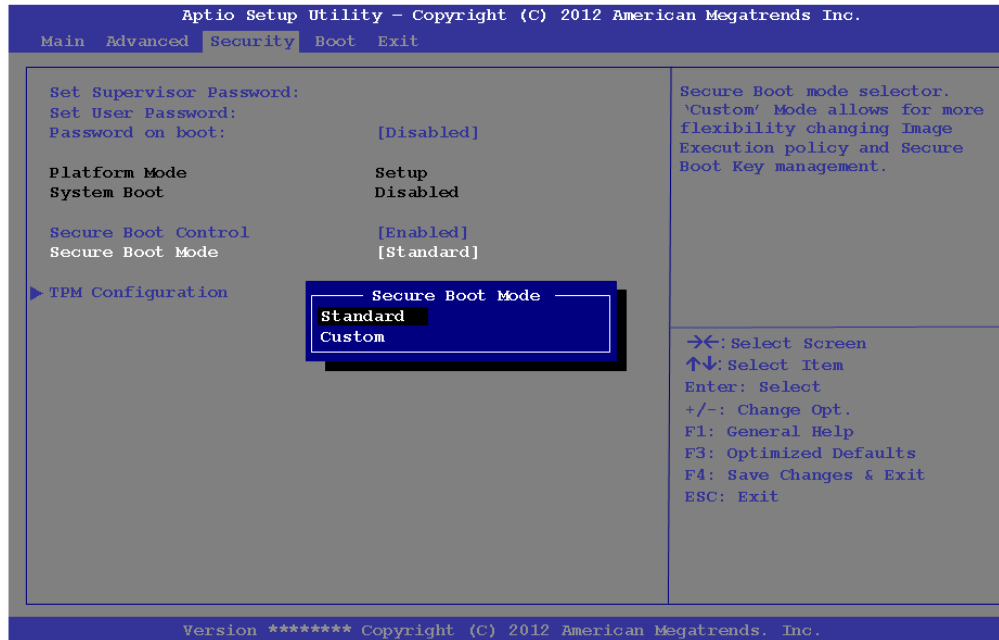 Aptio Setup Utility – Copyright (C) 2012 American Megatrends Inc.
Main Advanced Security Boot Exit
Set Supervisor Password:
Set User Password:
Password on boot: [Disabled]
Platform Mode Setup
System Boot Disabled
Secure Boot Control [Enabled]
Secure Boot Mode [Standard]
TPM Configuration
Secure Boot Mode
Standard
Custom
Secure Boot mode selector.
‘Custom’ Mode allows for more
flexibility changing Image
Execution policy and Secure
Boot Key management.
→←: Select Screen
↑↓: Select Item
Enter: Select
+/-: Change Opt.
F1: General Help
F3: Optimized Defaults
F4: Save Changes & Exit
ESC: Exit
Version ******** Copyright (C) 2012 American Megatrends. Inc.